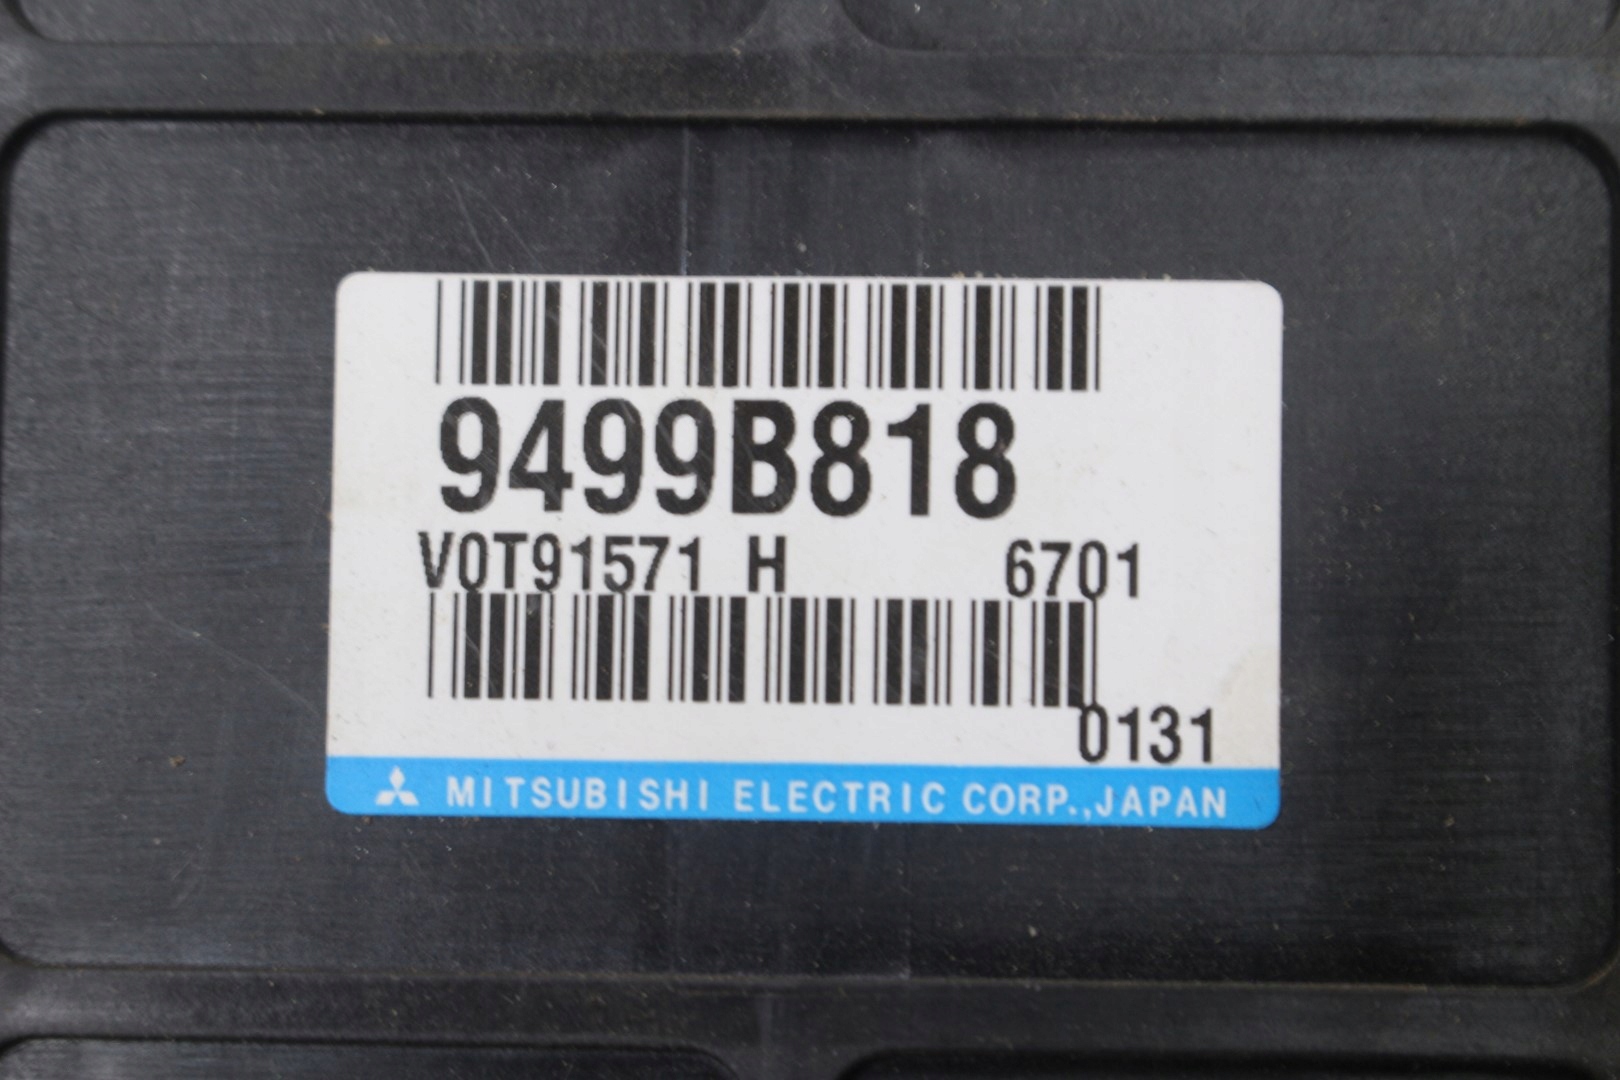 9499B818
V0T91571 H 6701
0131
MITSUBISHI ELECTRIC CORP.,JAPAN